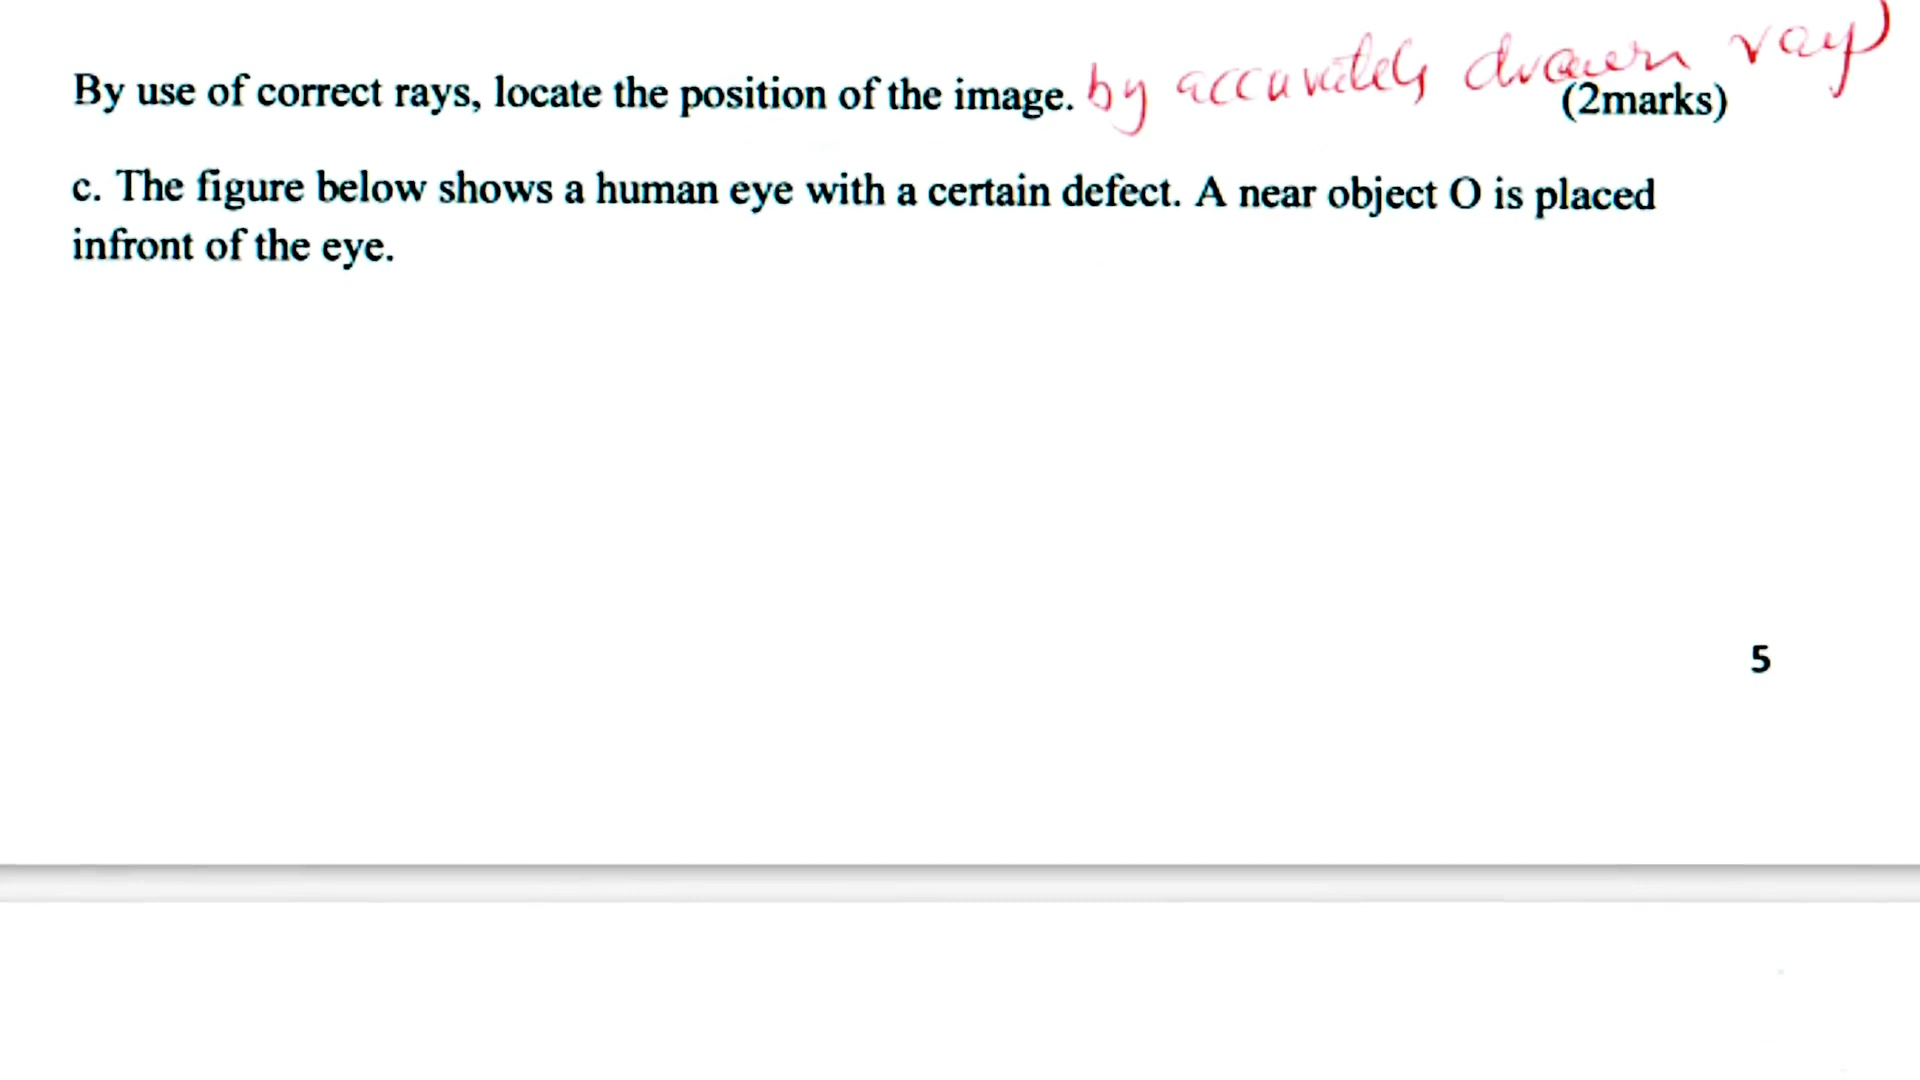 By use of correct rays, locate the position of the image. by accurately drawn rays
(2marks)
c. The figure below shows a human eye with a certain defect. A near object O is placed
infront of the eye.
5